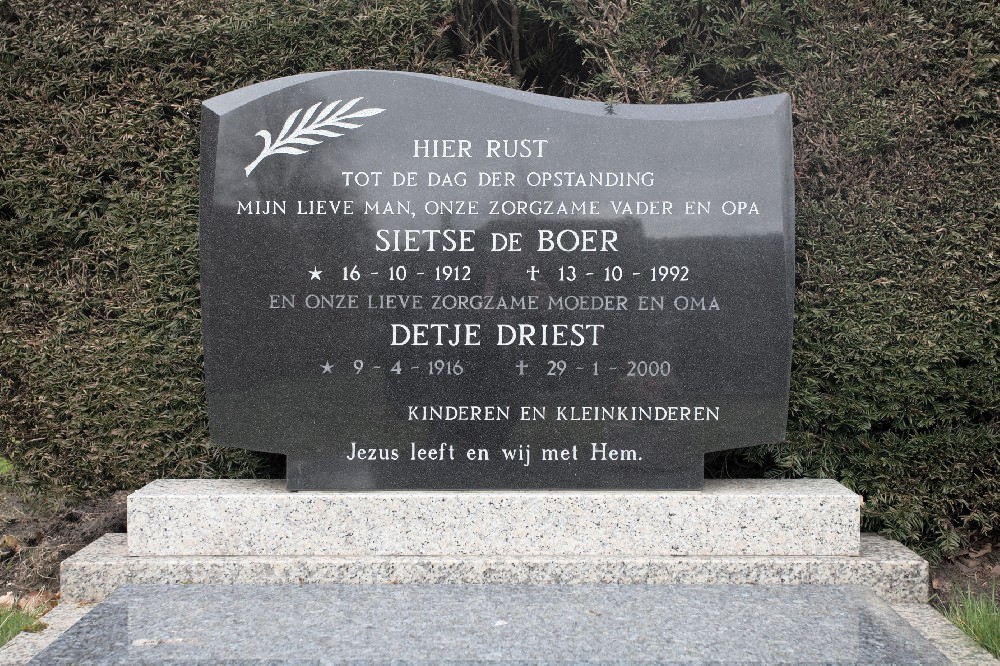 HIER RUST
TOT DE DAG DER OPSTANDING
MIJN LIEVE MAN, ONZE ZORGZAME VADER EN OPA
SIETSE DE BOER
★ 16 - 10 - 1912 ✝ 13 - 10 - 1992
EN ONZE LIEVE ZORGZAME MOEDER EN OMA
DETJE DRIEST
★ 9 - 4 - 1916 ✝ 29 - 1 - 2000
KINDEREN EN KLEINKINDEREN
Jezus leeft en wij met Hem.